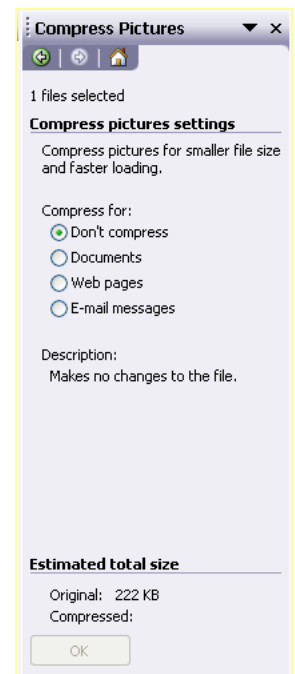 Compress Pictures
1 files selected
Compress pictures settings
Compress pictures for smaller file size
and faster loading.
Compress for:
Don't compress
Documents
Web pages
E-mail messages
Description:
Makes no changes to the file.
Estimated total size
Original: 222 KB
Compressed:
OK